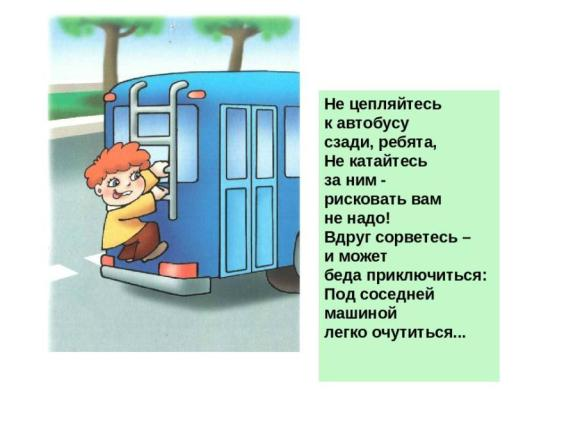 Не цепляйтесь
к автобусу
сзади, ребята,
Не катайтесь
за ним -
рисковать вам
не надо!
Вдруг сорветесь –
и может
беда приключиться:
Под соседней
машиной
легко очутиться...